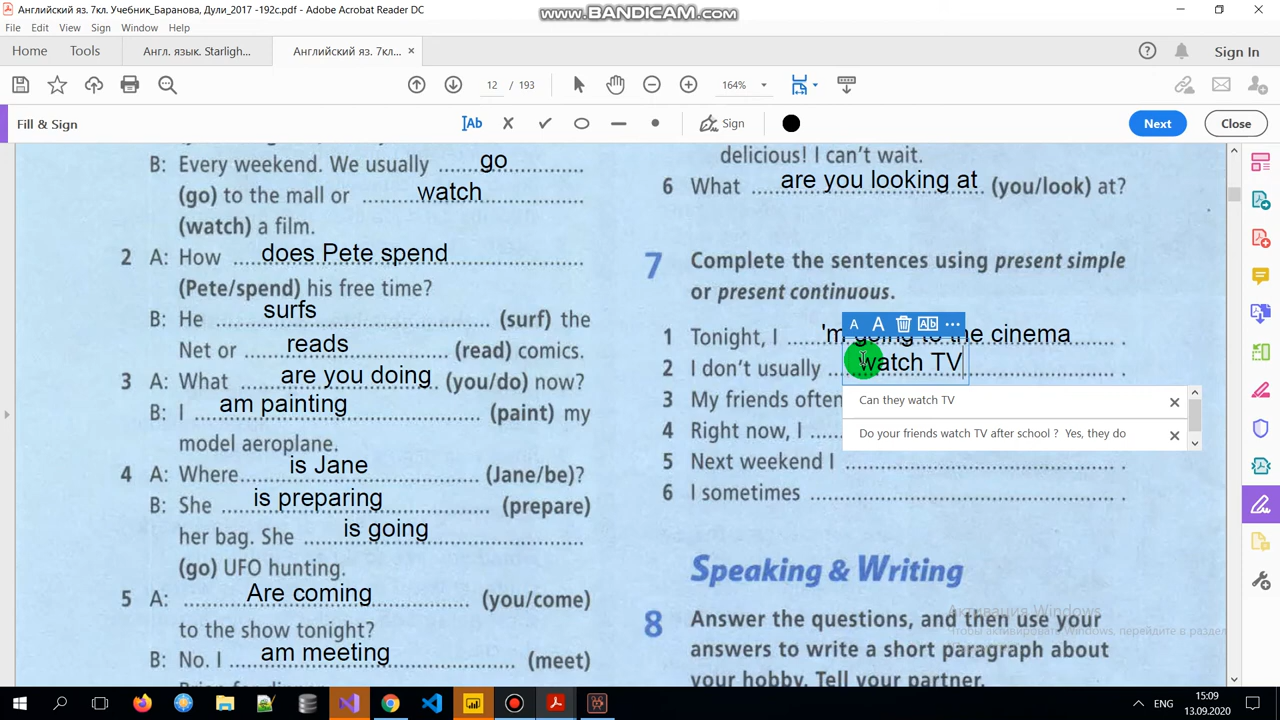 Английский яз. 7кл. Учебник_Баранова, Дули_2017 -192с.pdf - Adobe Acrobat Reader DC
www.BANDICAM.com
File Edit View Sign Window Help
Home Tools Англ. язык. Starligh... Английский яз. 7кл... × Sign In
12 / 193 164%
Fill & Sign Ab Sign Next Close
B: Every weekend. We usually go
(go) to the mall or watch
(watch) a film.
2 A: How does Pete spend
(Pete/spend) his free time?
B: He surfs (surf) the
Net or reads (read) comics.
3 A: What are you doing (you/do) now?
B: I am painting (paint) my
model aeroplane.
4 A: Where is Jane (Jane/be)?
B: She is preparing (prepare)
her bag. She is going
(go) UFO hunting.
5 A: Are coming (you/come)
to the show tonight?
B: No. I am meeting (meet)
delicious! I can't wait.
6 What are you looking at (you/look) at?
7 Complete the sentences using present simple
or present continuous.
A A Ab ...
1 Tonight, I 'm going to the cinema .
2 I don't usually watch TV .
3 My friends often
Can they watch TV
4 Right now, I
Do your friends watch TV after school ? Yes, they do
5 Next weekend I .
6 I sometimes .
Speaking & Writing
8 Answer the questions, and then use your
answers to write a short paragraph about
your hobby. Tell your partner.
Активация Windows
Чтобы активировать Windows, перейдите в раздел
ENG
15:09
13.09.2020